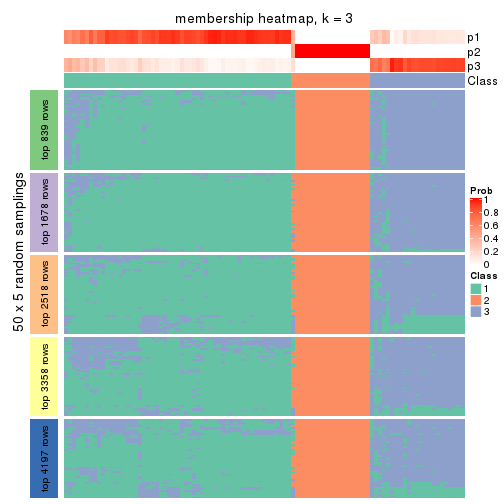 membership heatmap, k = 3
p1
p2
p3
Class
50 x 5 random samplings
top 839 rows
top 1678 rows
top 2518 rows
top 3358 rows
top 4197 rows
Prob
1
0.8
0.6
0.4
0.2
0
Class
1
2
3